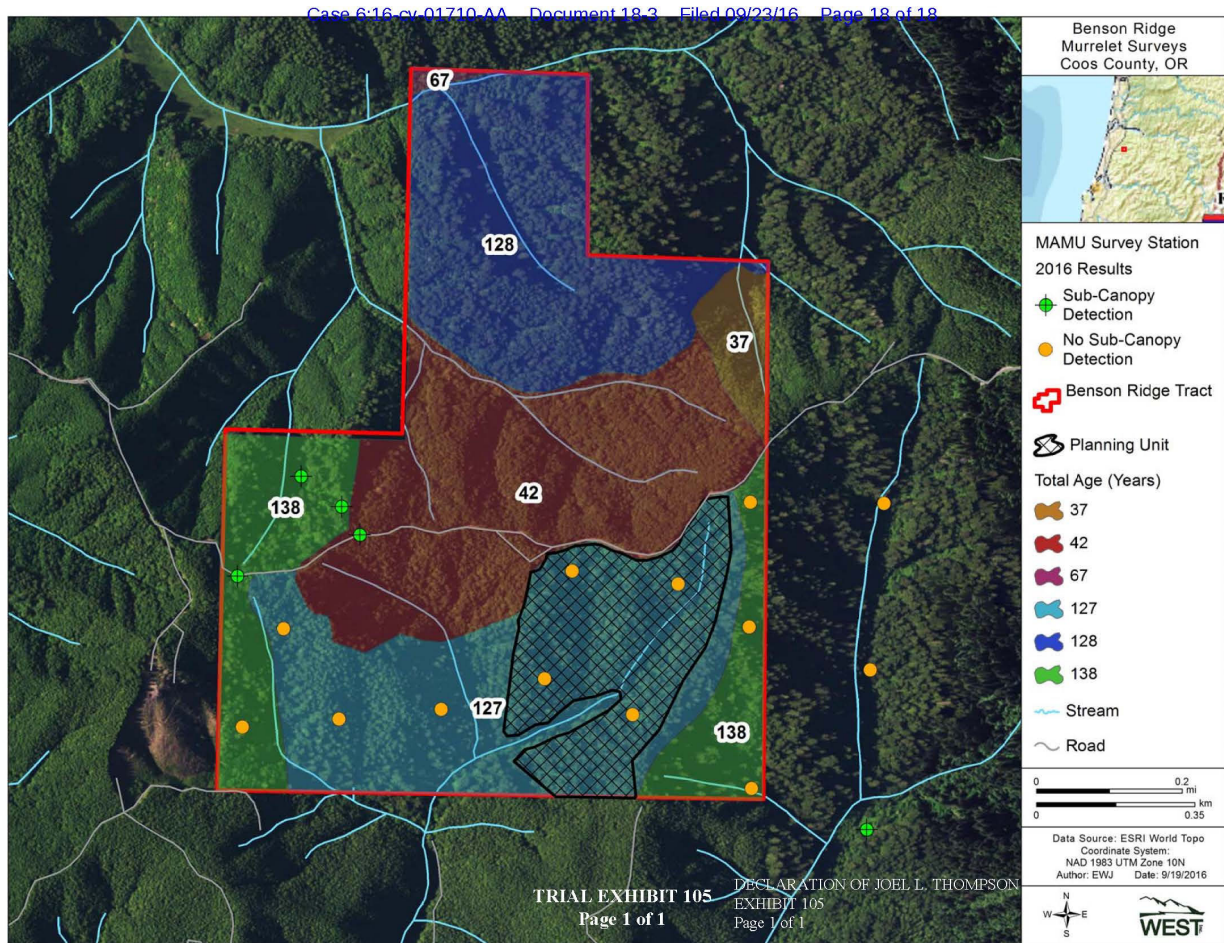 Case 6:16-cv-01710-AA Document 18-3 Filed 09/23/16 Page 18 of 18
Benson Ridge
Murrelet Surveys
Coos County, OR
67
128
37
42
138
127
138
MAMU Survey Station
2016 Results
Sub-Canopy
Detection
No Sub-Canopy
Detection
Benson Ridge Tract
Planning Unit
Total Age (Years)
37
42
67
127
128
138
Stream
Road
0 0.2
mi
km
0 0.35
Data Source: ESRI World Topo
Coordinate System:
NAD 1983 UTM Zone 10N
Author: EWJ Date: 9/19/2016
N
W E
S
WEST
TRIAL EXHIBIT 105
Page 1 of 1
DECLARATION OF JOEL L. THOMPSON
EXHIBIT 105
Page 1 of 1